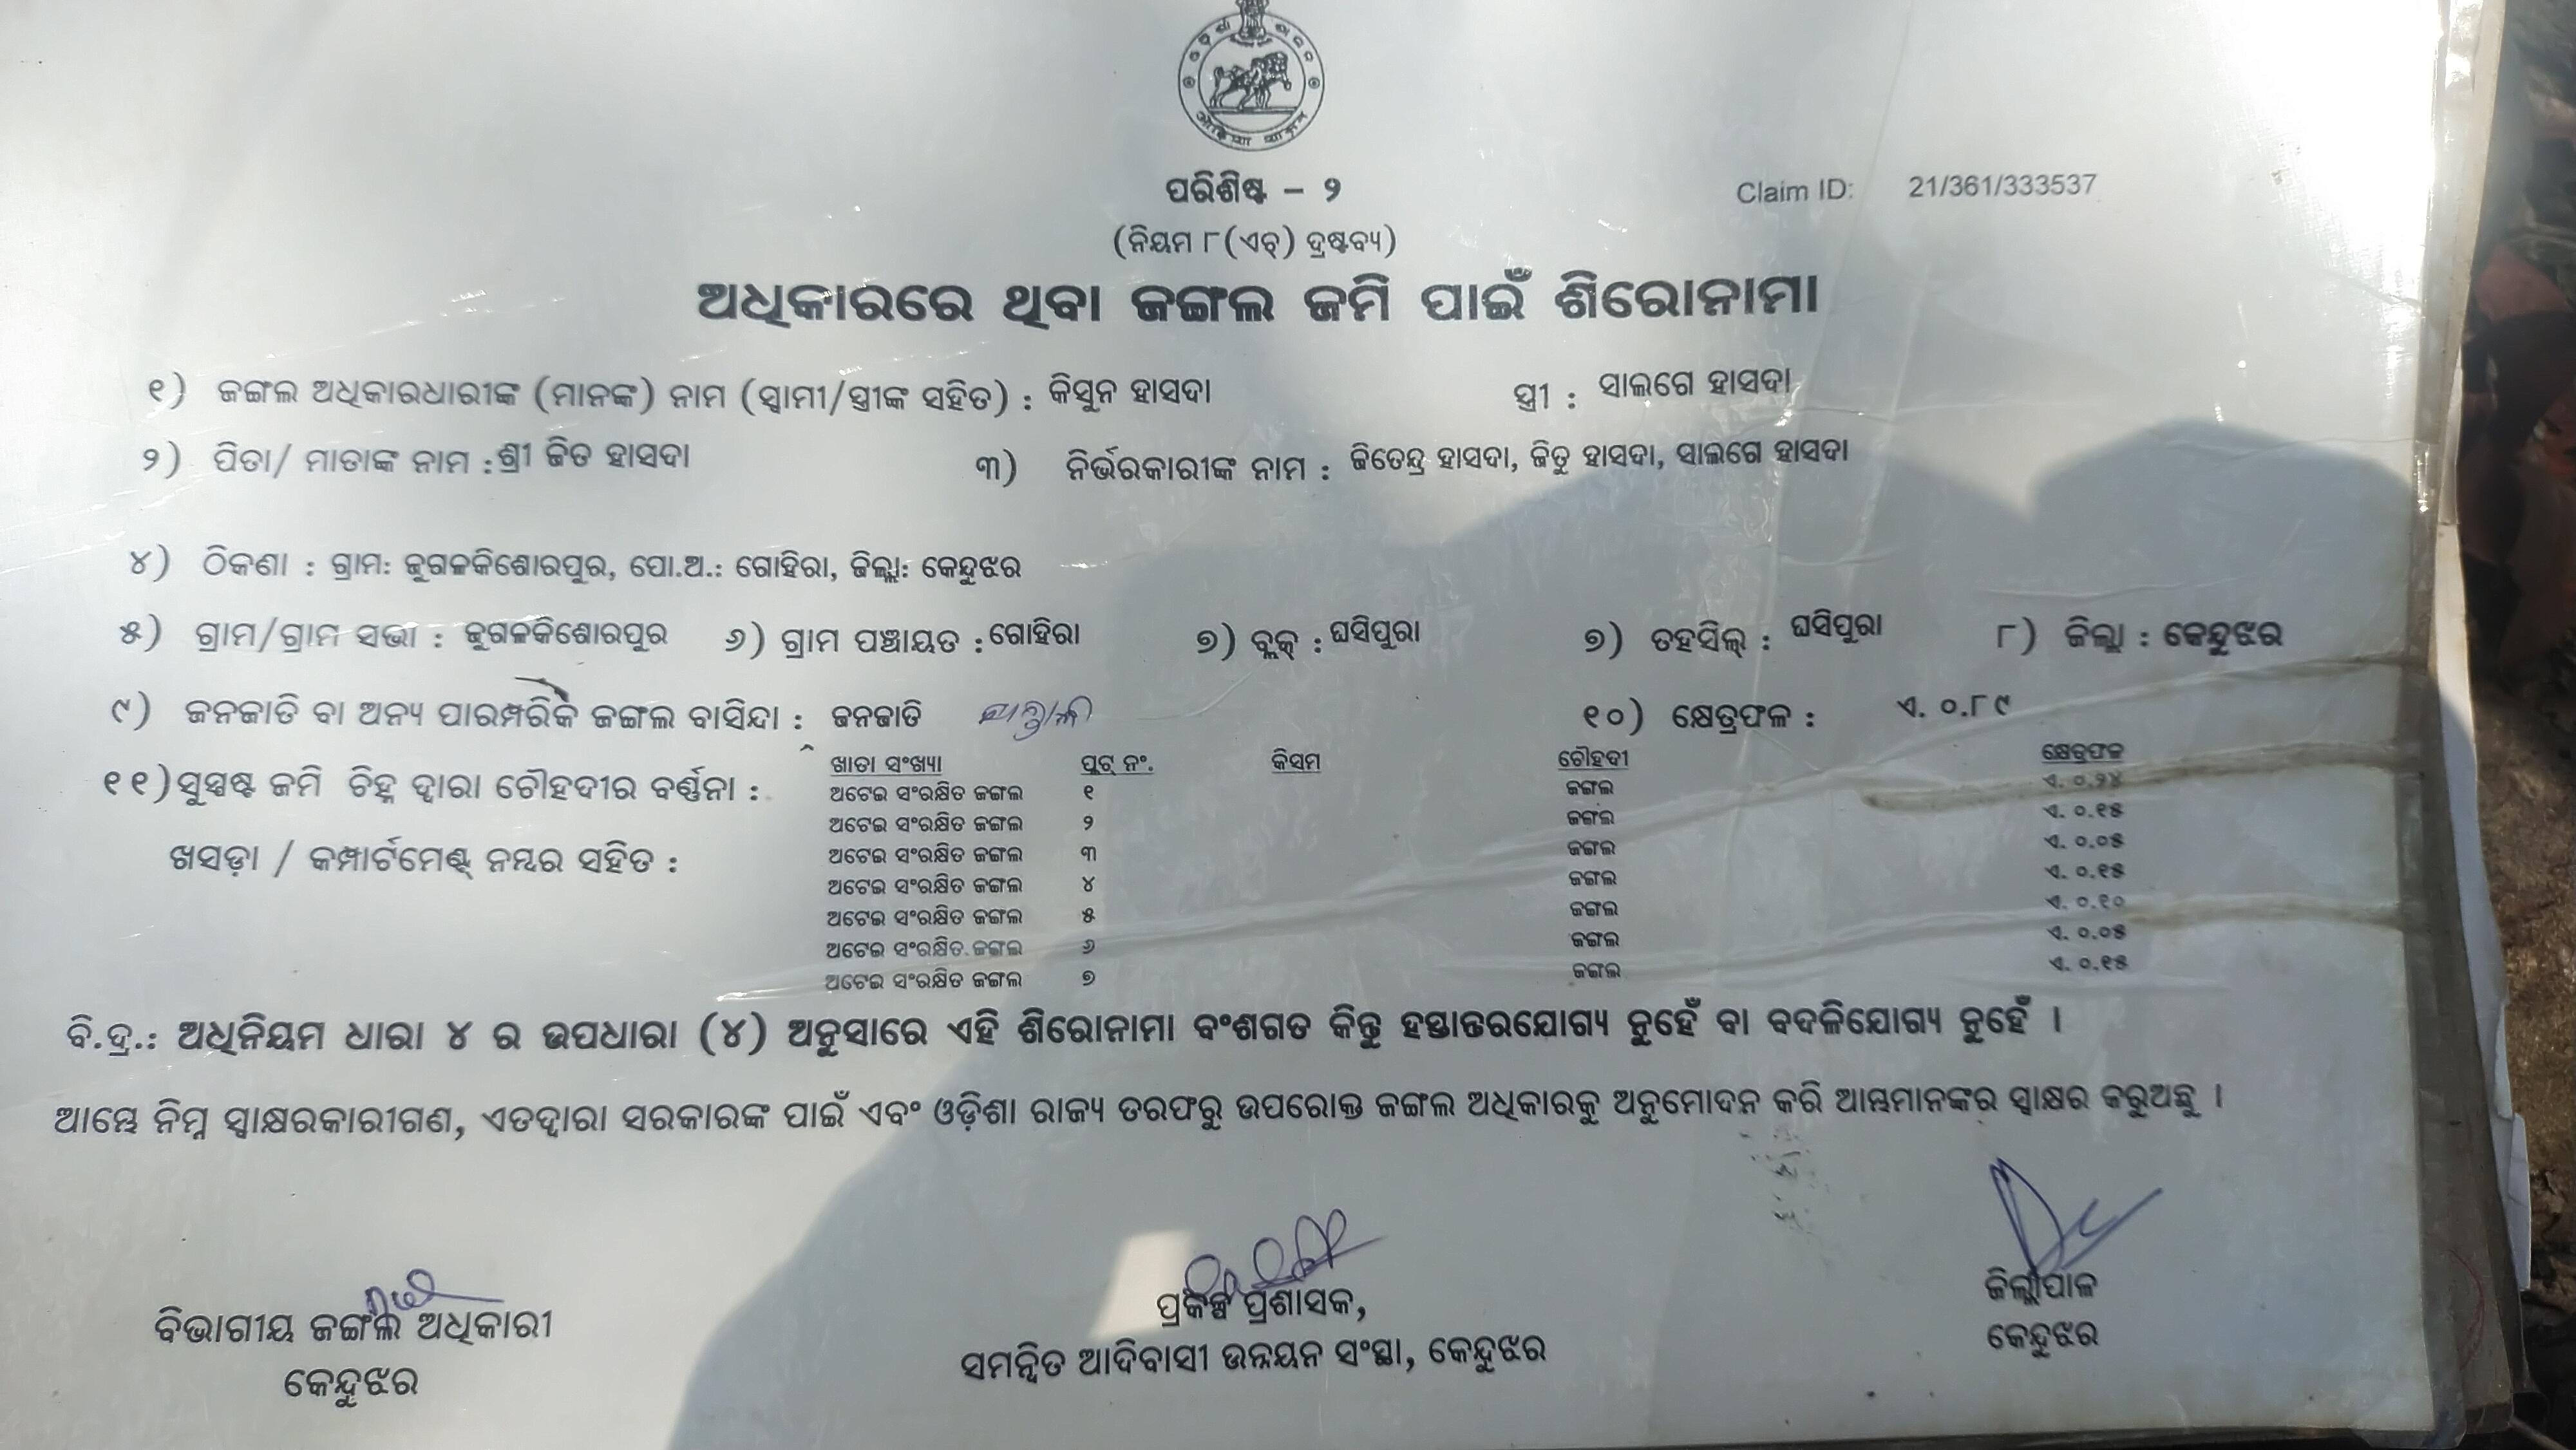 ପରିଶିଷ୍ଟ – ୨
Claim ID: 21/361/333537
(ନିୟମ ୮(ଏଚ୍) ଦ୍ରଷ୍ଟବ୍ୟ)
ଅଧିକାରରେ ଥିବା ଜଙ୍ଗଲ ଜମି ପାଇଁ ଶିରୋନାମା
୧) ଜଙ୍ଗଲ ଅଧିକାରଧାରୀଙ୍କ (ମାନଙ୍କ) ନାମ (ସ୍ୱାମୀ/ସ୍ତ୍ରୀଙ୍କ ସହିତ) : କିସୁନ ହାସଦା ସ୍ତ୍ରୀ : ସାଲଗେ ହାସଦା
୨) ପିତା/ ମାତାଙ୍କ ନାମ : ଶ୍ରୀ ଜିତ ହାସଦା ୩) ନିର୍ଭରକାରୀଙ୍କ ନାମ : ଜିତେନ୍ଦ୍ର ହାସଦା, ଜିତୁ ହାସଦା, ସାଲଗେ ହାସଦା
୪) ଠିକଣା : ଗ୍ରାମ: ଜୁଗଳକିଶୋରପୁର, ପୋ.ଅ.: ଗୋହିରା, ଜିଲ୍ଲା: କେନ୍ଦୁଝର
୫) ଗ୍ରାମ/ଗ୍ରାମ ସଭା : ଜୁଗଳକିଶୋରପୁର ୬) ଗ୍ରାମ ପଞ୍ଚାୟତ : ଗୋହିରା ୭) ବ୍ଲକ୍ : ଘସିପୁରା ୭) ତହସିଲ୍ : ଘସିପୁରା ୮) ଜିଲ୍ଲା : କେନ୍ଦୁଝର
୯) ଜନଜାତି ବା ଅନ୍ୟ ପାରମ୍ପରିକ ଜଙ୍ଗଲ ବାସିନ୍ଦା : ଜନଜାତି ୧୦) କ୍ଷେତ୍ରଫଳ : ଏ. ୦.୮୯
୧୧) ସୁସ୍ପଷ୍ଟ ଜମି ଚିହ୍ନ ଦ୍ୱାରା ଚୌହଦୀର ବର୍ଣ୍ଣନା :
ଖସଡ଼ା / କମ୍ପାର୍ଟମେଣ୍ଟ୍ ନମ୍ବର ସହିତ :
ଖାତା ସଂଖ୍ୟା ପ୍ଲଟ୍ ନଂ. କିସମ ଚୌହଦୀ କ୍ଷେତ୍ରଫଳ
ଅଟେଇ ସଂରକ୍ଷିତ ଜଙ୍ଗଲ ୧ ଜଙ୍ଗଲ ଏ. ୦.୨୪
ଅଟେଇ ସଂରକ୍ଷିତ ଜଙ୍ଗଲ ୨ ଜଙ୍ଗଲ ଏ. ୦.୧୫
ଅଟେଇ ସଂରକ୍ଷିତ ଜଙ୍ଗଲ ୩ ଜଙ୍ଗଲ ଏ. ୦.୦୫
ଅଟେଇ ସଂରକ୍ଷିତ ଜଙ୍ଗଲ ୪ ଜଙ୍ଗଲ ଏ. ୦.୧୫
ଅଟେଇ ସଂରକ୍ଷିତ ଜଙ୍ଗଲ ୫ ଜଙ୍ଗଲ ଏ. ୦.୧୦
ଅଟେଇ ସଂରକ୍ଷିତ ଜଙ୍ଗଲ ୬ ଜଙ୍ଗଲ ଏ. ୦.୦୫
ଅଟେଇ ସଂରକ୍ଷିତ ଜଙ୍ଗଲ ୭ ଜଙ୍ଗଲ ଏ. ୦.୧୫
ବି.ଦ୍ର.: ଅଧିନିୟମ ଧାରା ୪ ର ଉପଧାରା (୪) ଅନୁସାରେ ଏହି ଶିରୋନାମା ବଂଶଗତ କିନ୍ତୁ ହସ୍ତାନ୍ତରଯୋଗ୍ୟ ନୁହେଁ ବା ବଦଳିଯୋଗ୍ୟ ନୁହେଁ ।
ଆମ୍ଭେ ନିମ୍ନ ସ୍ୱାକ୍ଷରକାରୀଗଣ, ଏତଦ୍ଦ୍ୱାରା ସରକାରଙ୍କ ପାଇଁ ଏବଂ ଓଡ଼ିଶା ରାଜ୍ୟ ତରଫରୁ ଉପରୋକ୍ତ ଜଙ୍ଗଲ ଅଧିକାରକୁ ଅନୁମୋଦନ କରି ଆମ୍ଭମାନଙ୍କର ସ୍ୱାକ୍ଷର କରୁଅଛୁ ।
ବିଭାଗୀୟ ଜଙ୍ଗଲ ଅଧିକାରୀ
କେନ୍ଦୁଝର
ପ୍ରକଳ୍ପ ପ୍ରଶାସକ,
ସମନ୍ୱିତ ଆଦିବାସୀ ଉନ୍ନୟନ ସଂସ୍ଥା, କେନ୍ଦୁଝର
ଜିଲ୍ଲାପାଳ
କେନ୍ଦୁଝର